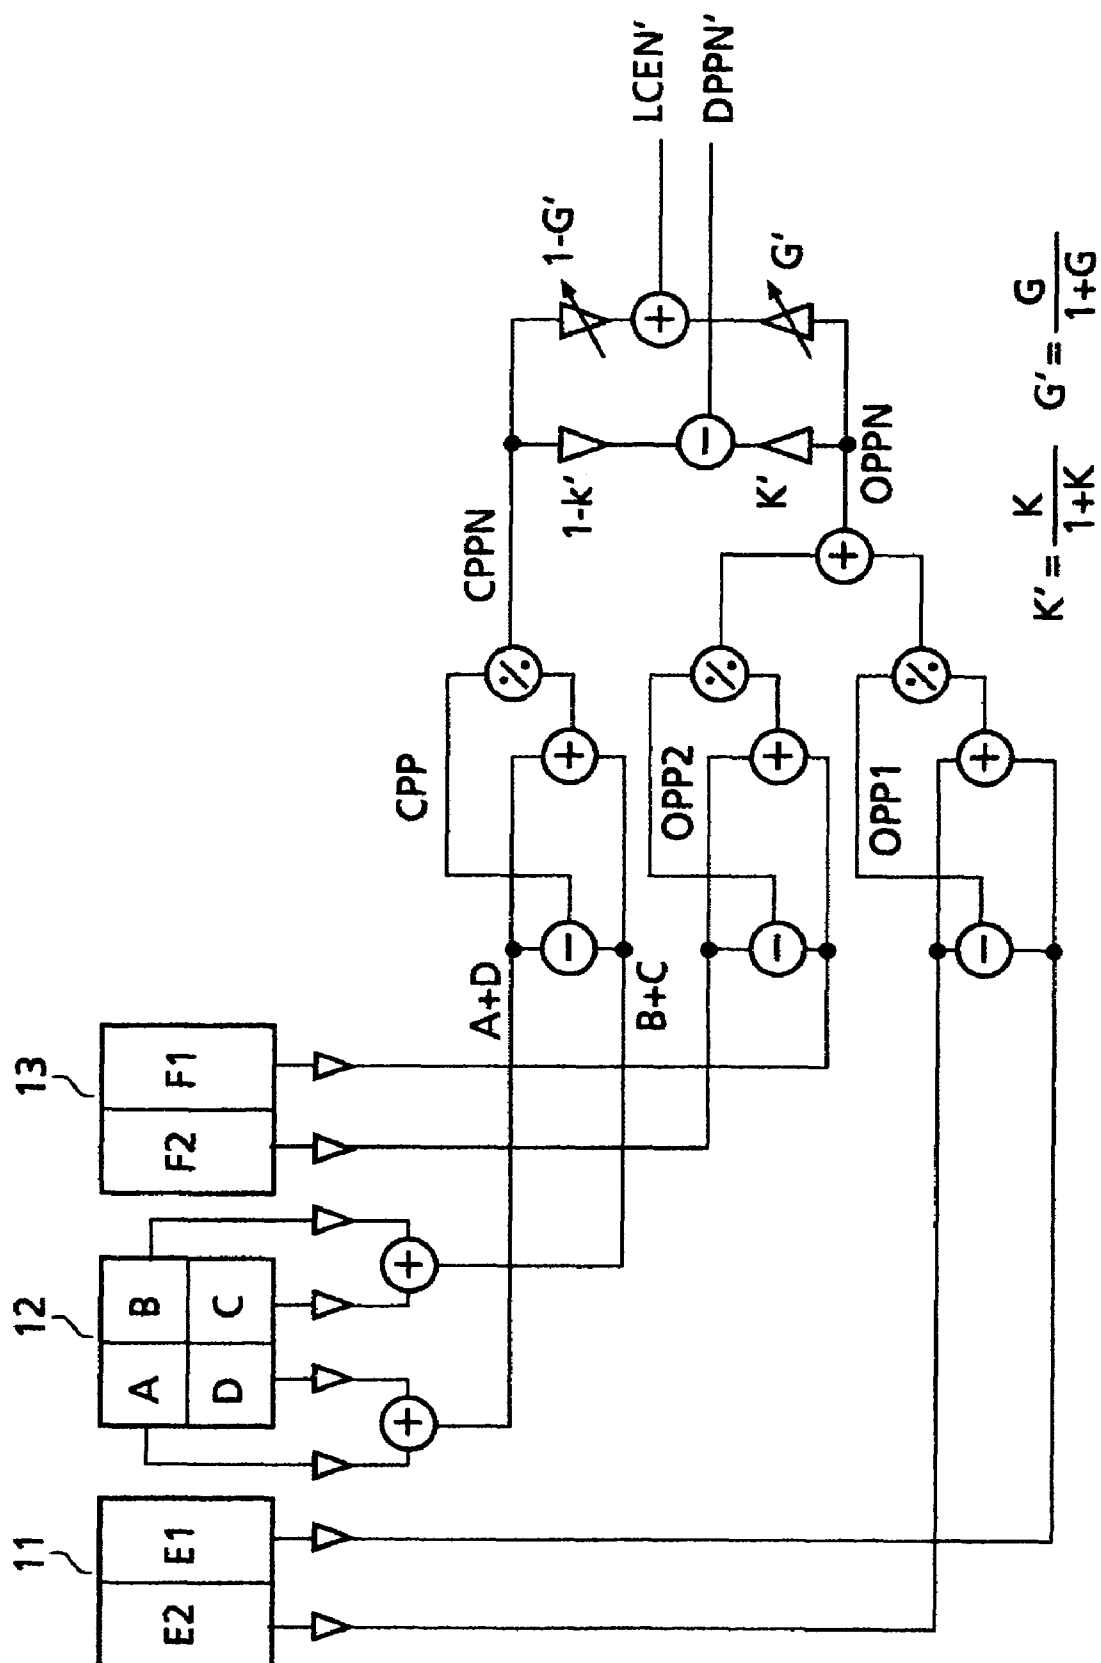 11
E2 E1
12
A B
D C
13
F2 F1
A+D
B+C
CPP
OPP2
OPP1
+
+
−
−
−
+
+
+
%
%
%
+
CPPN
OPPN
1-k'
K'
−
1-G'
G'
+
LCEN'
DPPN'
K' = K / 1+K
G' = G / 1+G